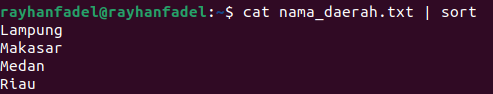 rayhanfadel@rayhanfadel:~$ cat nama_daerah.txt | sort
Lampung
Makasar
Medan
Riau